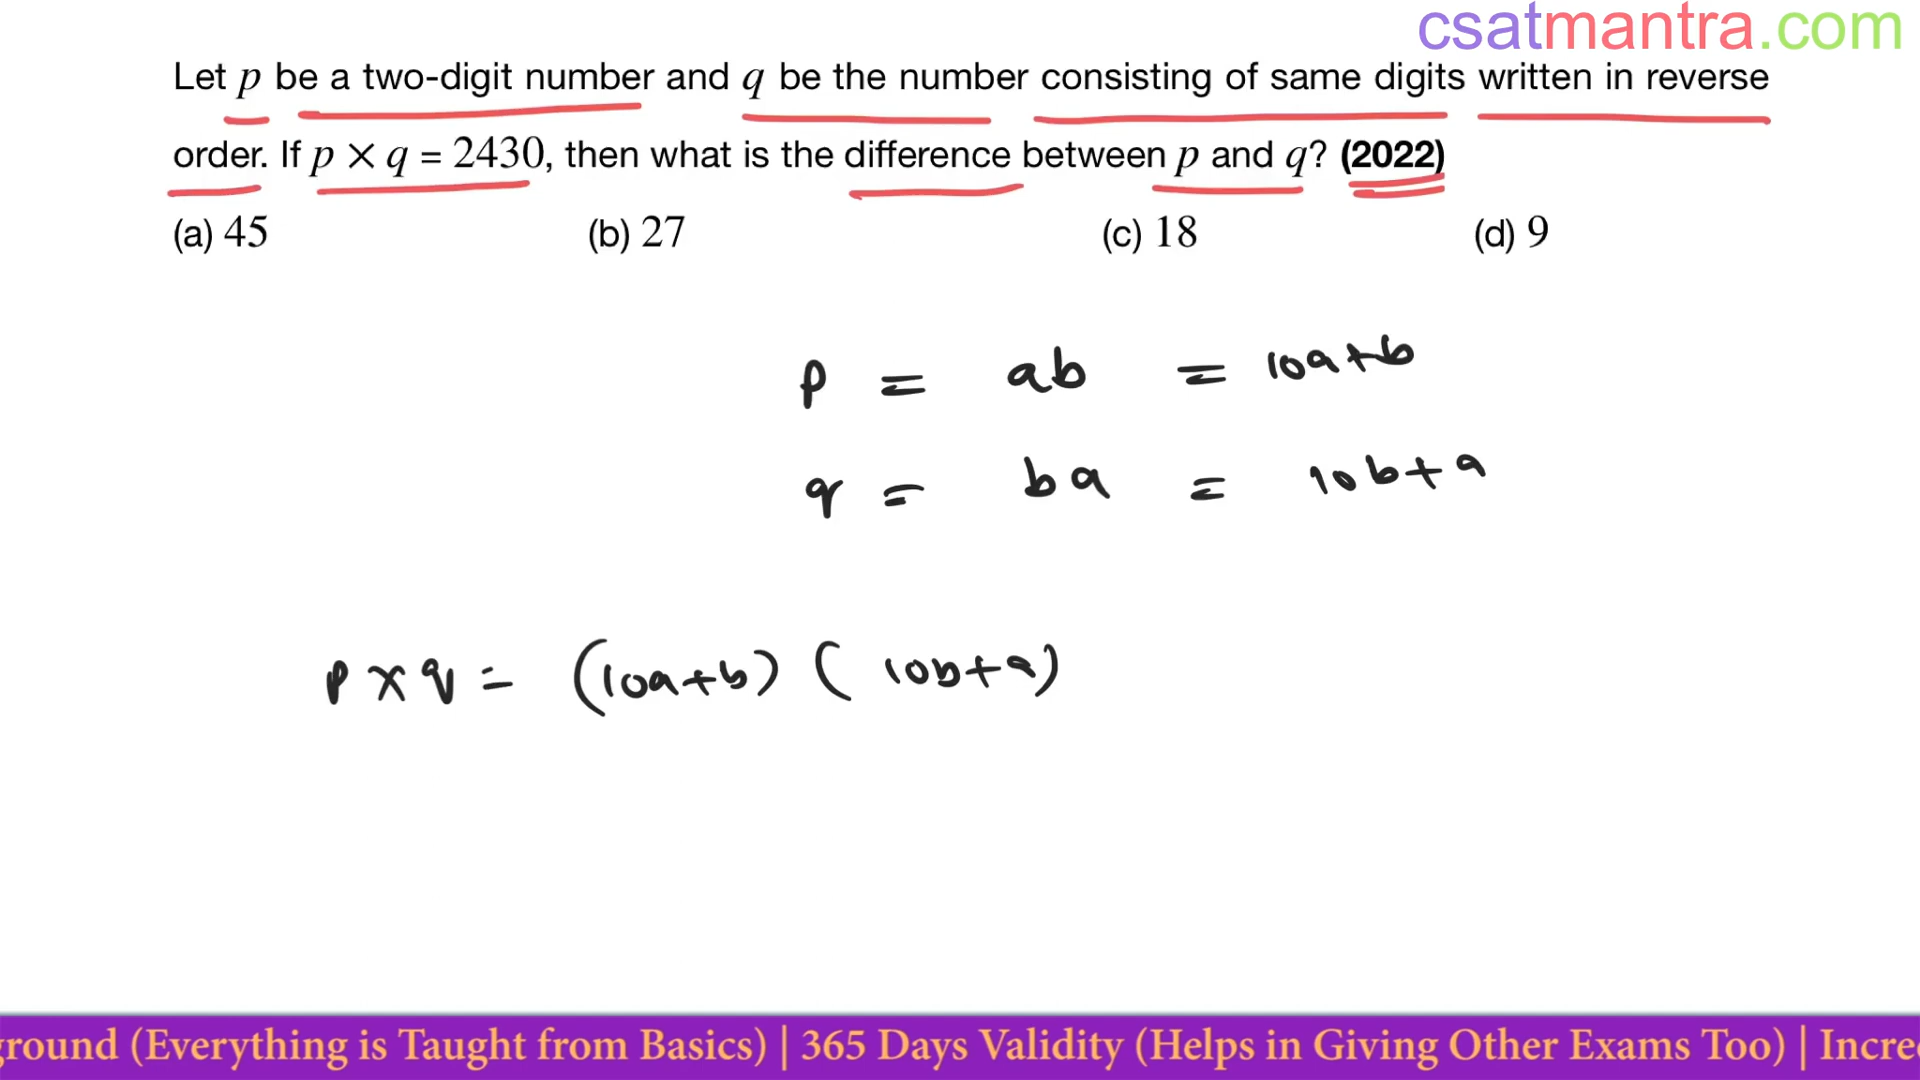 csatmantra.com
Let p be a two-digit number and q be the number consisting of same digits written in reverse
order. If p × q = 2430, then what is the difference between p and q? (2022)
(a) 45 (b) 27 (c) 18 (d) 9
p = ab = 10a+b
q = ba = 10b+a
p × q = (10a+b) (10b+a)
ground (Everything is Taught from Basics) | 365 Days Validity (Helps in Giving Other Exams Too) |